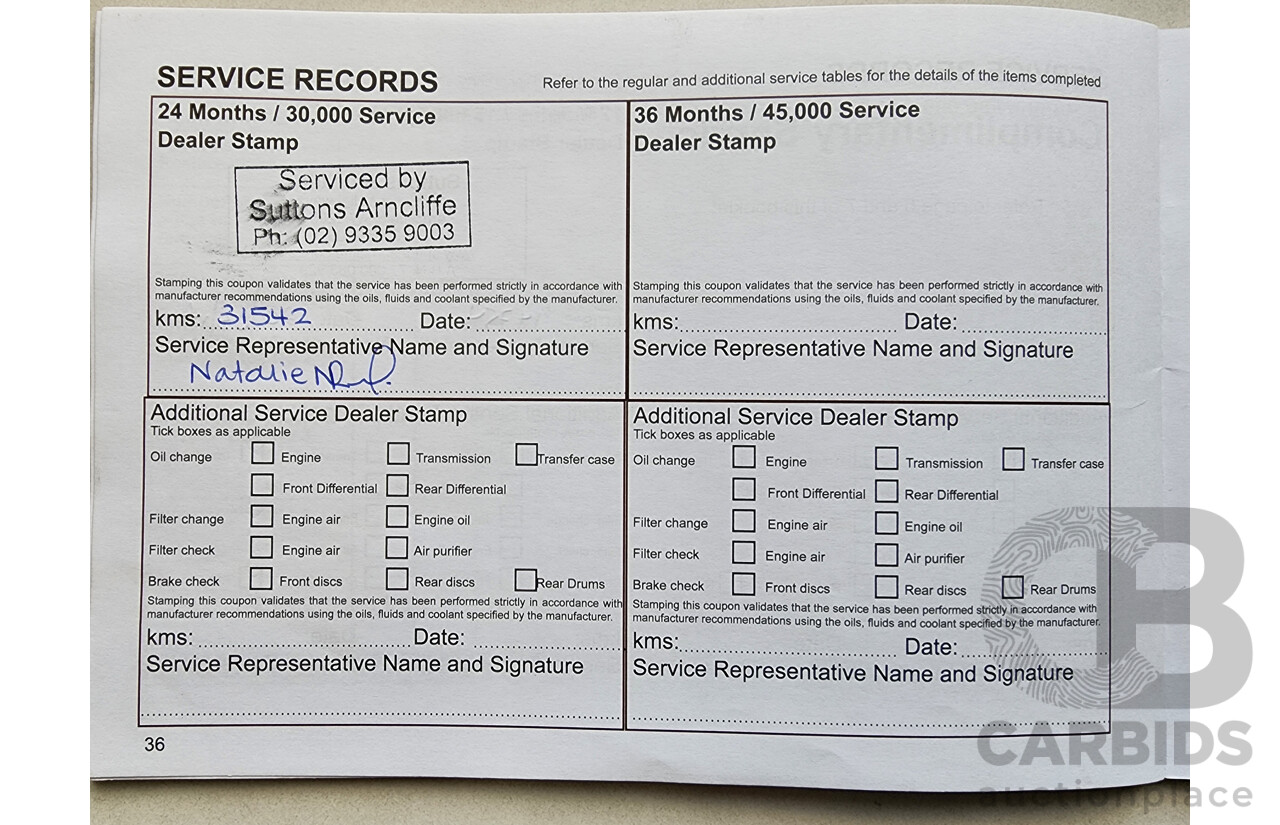 SERVICE RECORDS
Refer to the regular and additional service tables for the details of the items completed
24 Months / 30,000 Service
Dealer Stamp
Serviced by
Suttons Arncliffe
Ph: (02) 9335 9003
Stamping this coupon validates that the service has been performed strictly in accordance with
manufacturer recommendations using the oils, fluids and coolant specified by the manufacturer.
kms: 31542 Date:
Service Representative Name and Signature
Natalie
36 Months / 45,000 Service
Dealer Stamp
Stamping this coupon validates that the service has been performed strictly in accordance with
manufacturer recommendations using the oils, fluids and coolant specified by the manufacturer.
kms: Date:
Service Representative Name and Signature
Additional Service Dealer Stamp
Tick boxes as applicable
Oil change Engine Transmission Transfer case
Front Differential Rear Differential
Filter change Engine air Engine oil
Filter check Engine air Air purifier
Brake check Front discs Rear discs Rear Drums
Stamping this coupon validates that the service has been performed strictly in accordance with
manufacturer recommendations using the oils, fluids and coolant specified by the manufacturer.
kms: Date:
Service Representative Name and Signature
Additional Service Dealer Stamp
Tick boxes as applicable
Oil change Engine Transmission Transfer case
Front Differential Rear Differential
Filter change Engine air Engine oil
Filter check Engine air Air purifier
Brake check Front discs Rear discs Rear Drums
Stamping this coupon validates that the service has been performed strictly in accordance with
manufacturer recommendations using the oils, fluids and coolant specified by the manufacturer.
kms: Date:
Service Representative Name and Signature
36
CB
CARBIDS
auctionplace